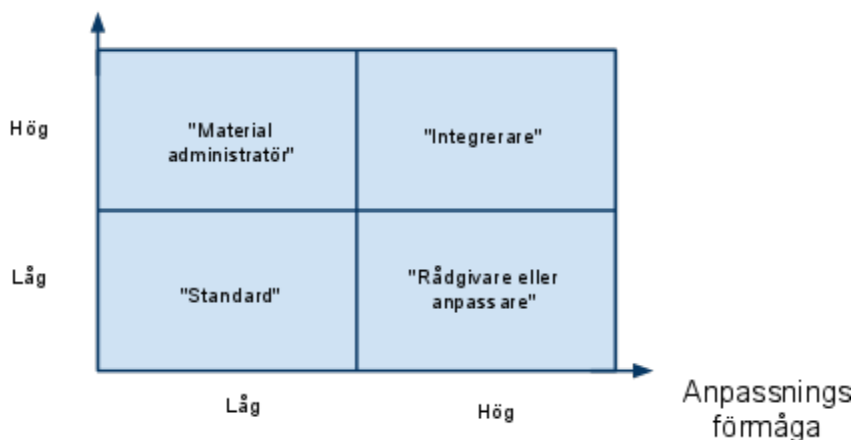 Hög
"Material
administratör"
"Integrerare"
Låg
"Standard"
"Rådgivare eller
anpassare"
Låg
Hög
Anpassnings
förmåga